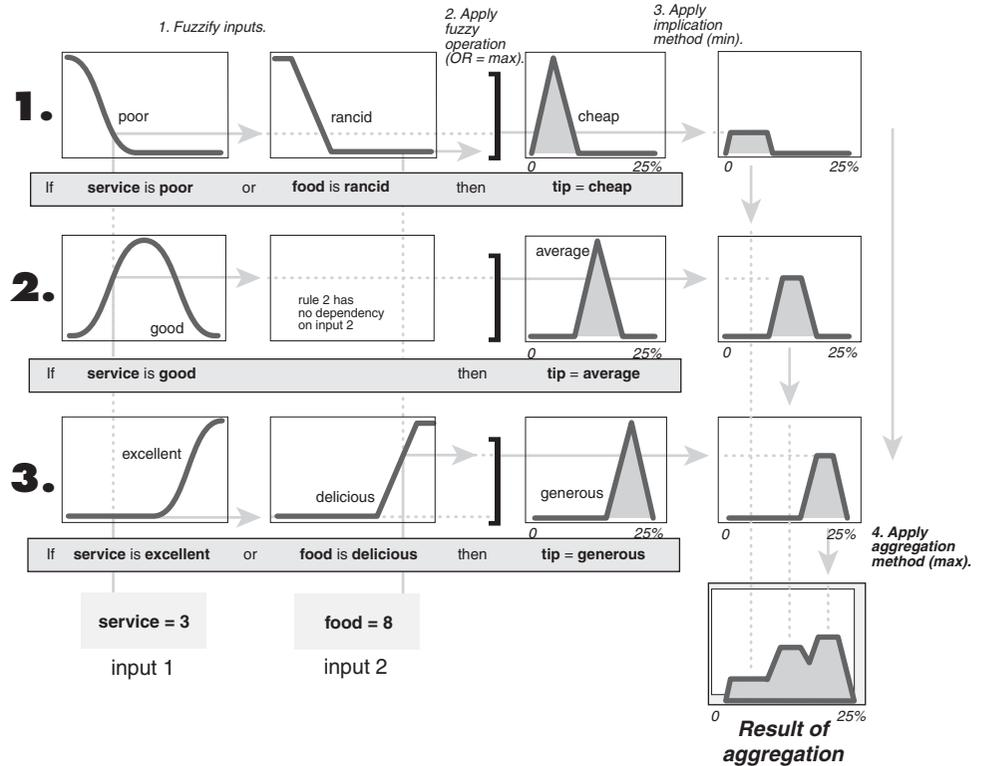 1. Fuzzify inputs.
2. Apply
fuzzy
operation
(OR = max).
3. Apply
implication
method (min).
1.
poor
rancid
cheap
0 25%
0 25%
If service is poor or food is rancid then tip = cheap
2.
good
rule 2 has
no dependency
on input 2
average
0 25%
0 25%
If service is good then tip = average
3.
excellent
delicious
generous
0 25%
0 25%
If service is excellent or food is delicious then tip = generous
4. Apply
aggregation
method (max).
service = 3
food = 8
input 1
input 2
0 25%
Result of
aggregation